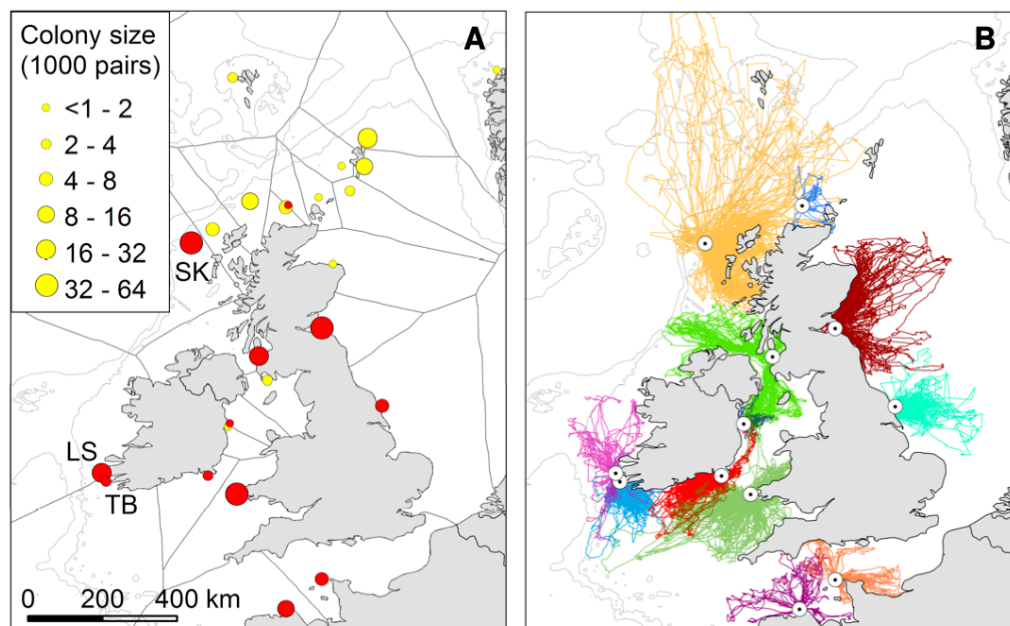 A
B
Colony size
(1000 pairs)
<1 - 2
2 - 4
4 - 8
8 - 16
16 - 32
32 - 64
SK
LS
TB
0 200 400 km